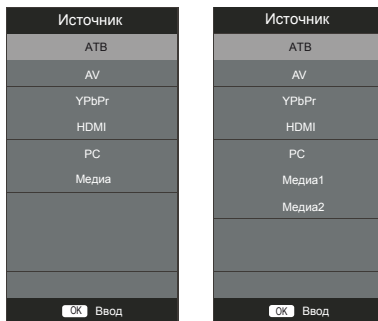 Источник
АТВ
AV
YPbPr
HDMI
PC
Медиа
OK Ввод
Источник
АТВ
AV
YPbPr
HDMI
PC
Медиа1
Медиа2
OK Ввод